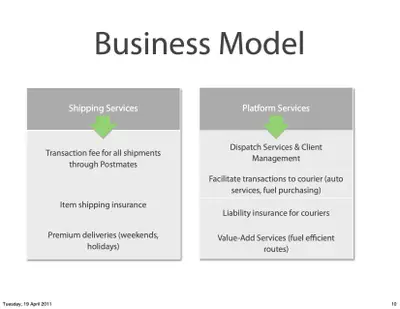 Business Model
Shipping Services
Transaction fee for all shipments
through Postmates
Item shipping insurance
Premium deliveries (weekends,
holidays)
Platform Services
Dispatch Services & Client
Management
Facilitate transactions to courier (auto
services, fuel purchasing)
Liability insurance for couriers
Value-Add Services (fuel efficient
routes)
Tuesday, 19 April 2011
10